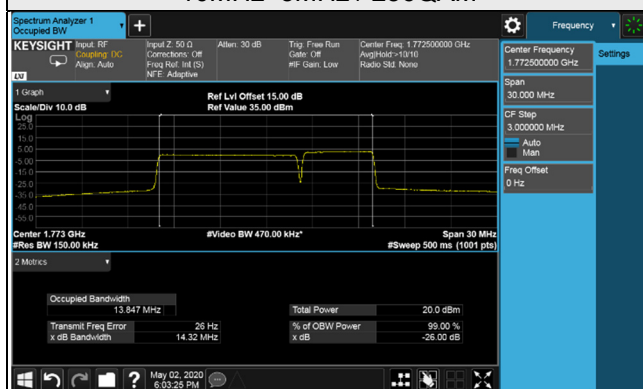 Spectrum Analyzer 1
Occupied BW
Frequency
KEYSIGHT
Input: RF
Coupling: DC
Align: Auto
Input Z: 50 Ω
Corrections: Off
Freq Ref: Int (S)
NFE: Adaptive
Atten: 30 dB
Trig: Free Run
Gate: Off
#IF Gain: Low
Center Freq: 1.772500000 GHz
Avg|Hold:>10/10
Radio Std: None
LXI
Center Frequency
1.772500000 GHz
Settings
Span
30.000 MHz
CF Step
3.000000 MHz
Auto
Man
Freq Offset
0 Hz
1 Graph
Scale/Div 10.0 dB
Ref Lvl Offset 15.00 dB
Ref Value 35.00 dBm
Log
25.0
15.0
5.00
-5.00
-15.0
-25.0
-35.0
-45.0
-55.0
Center 1.773 GHz
#Res BW 150.00 kHz
#Video BW 470.00 kHz*
Span 30 MHz
#Sweep 500 ms (1001 pts)
2 Metrics
Occupied Bandwidth
13.847 MHz
Total Power 20.0 dBm
Transmit Freq Error 26 Hz
% of OBW Power 99.00 %
x dB Bandwidth 14.32 MHz
x dB -26.00 dB
?
May 02, 2020
6:03:25 PM